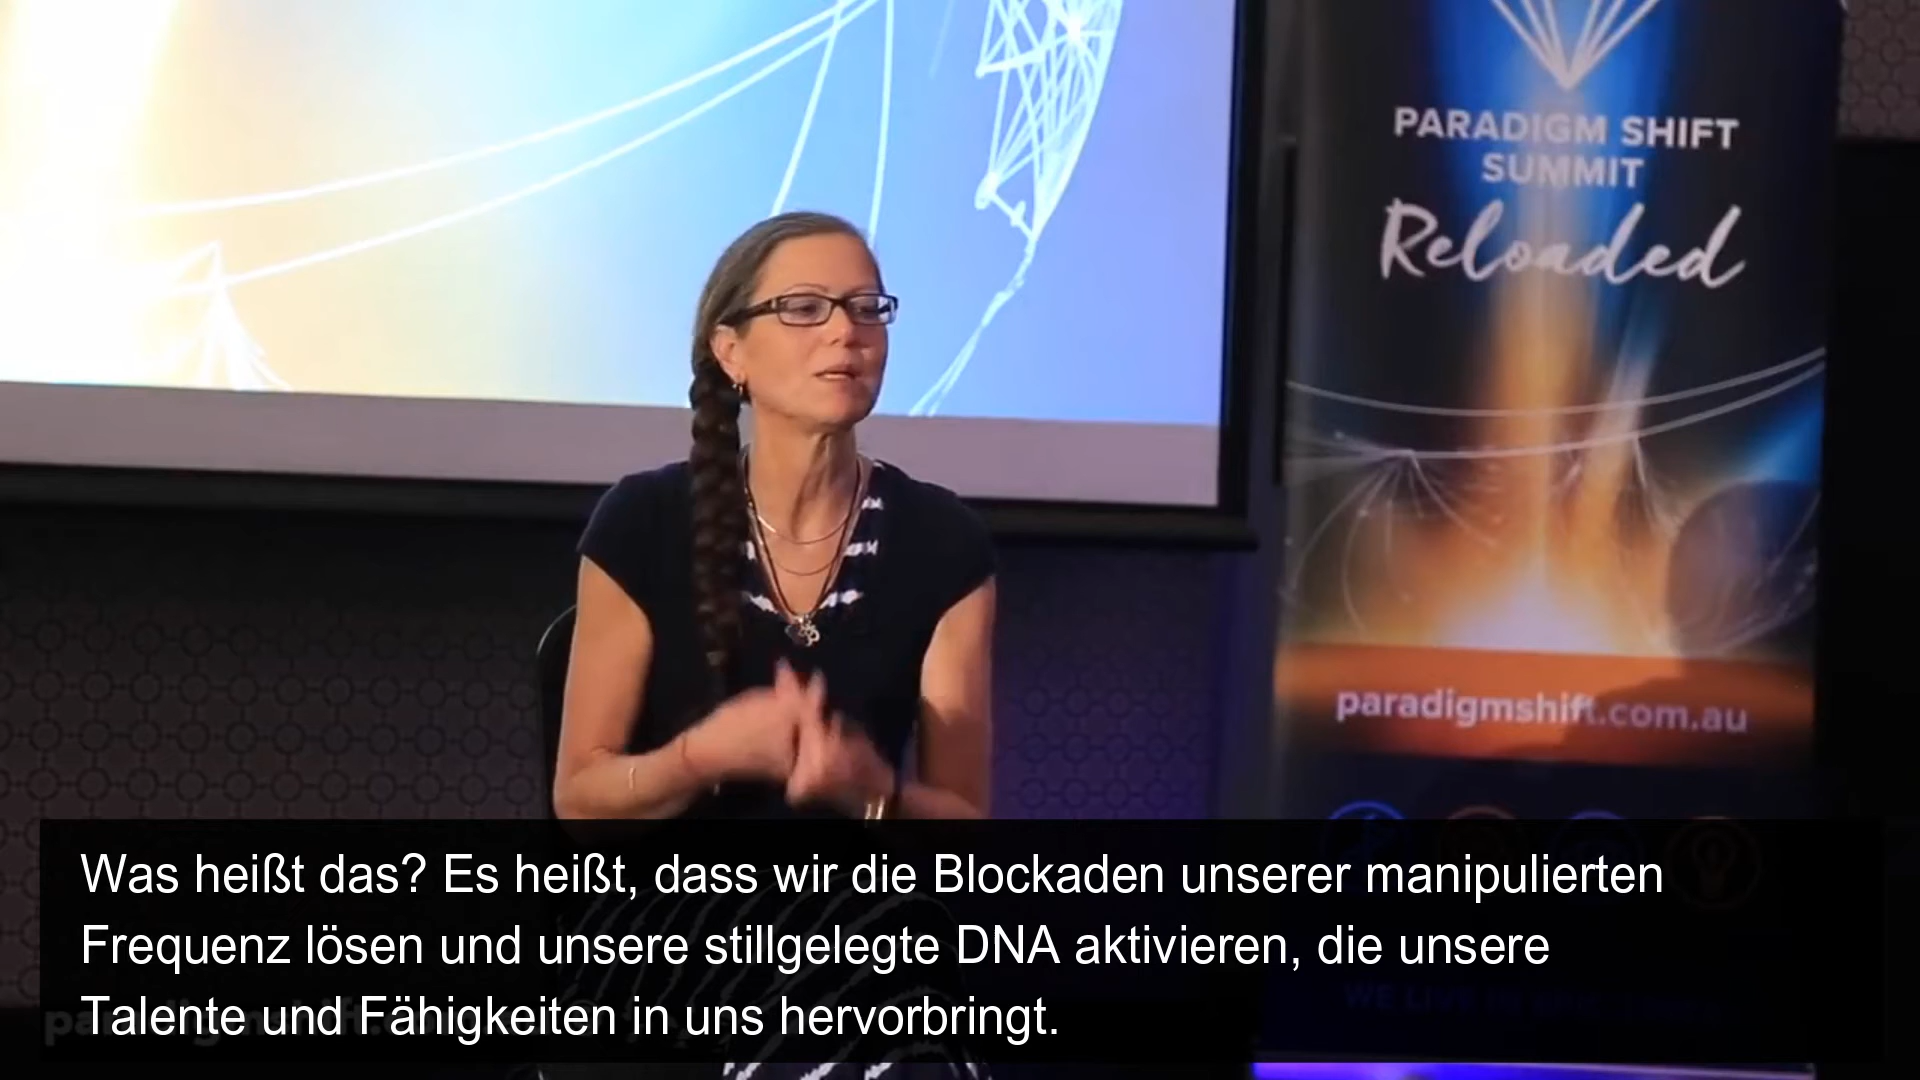 PARADIGM SHIFT
SUMMIT
Reloaded
paradigmshift.com.au
Was heißt das? Es heißt, dass wir die Blockaden unserer manipulierten
Frequenz lösen und unsere stillgelegte DNA aktivieren, die unsere
Talente und Fähigkeiten in uns hervorbringt.